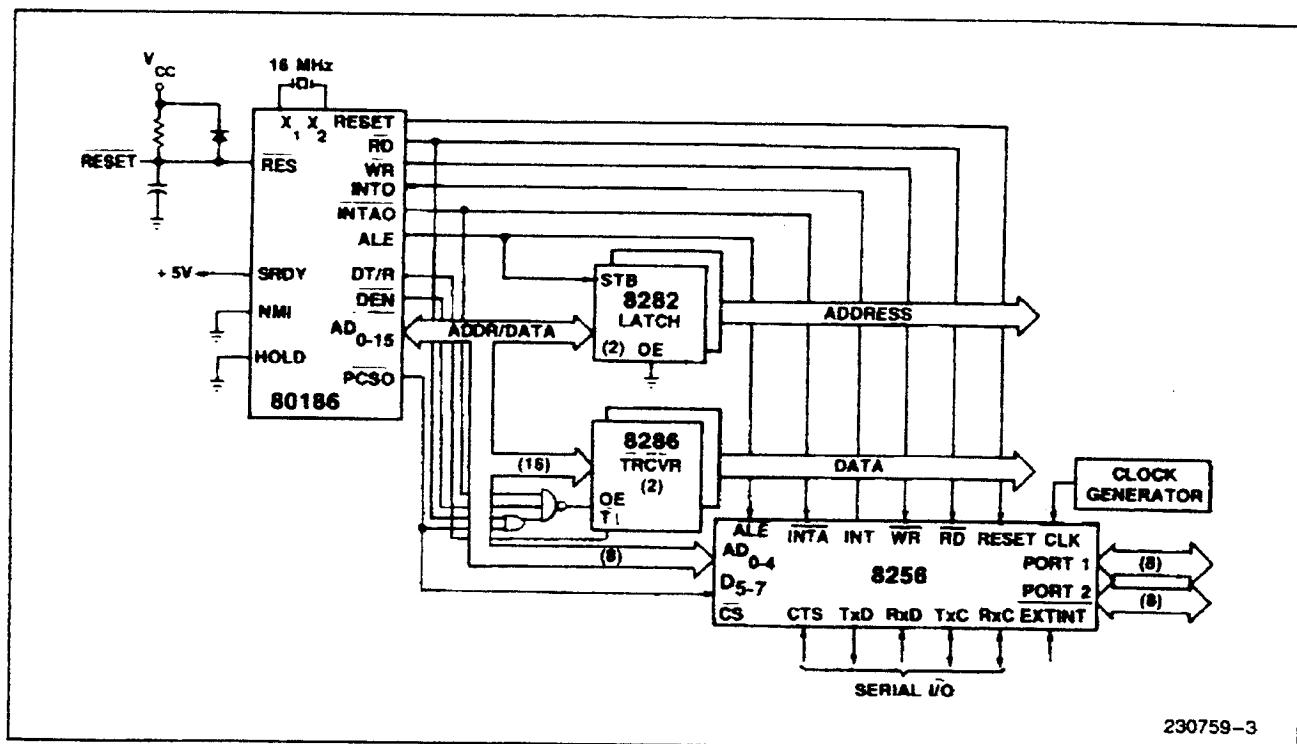 VCC
16 MHz
X1 X2
RESET
RESET
RES
RD
WR
INTO
INTAO
ALE
+ 5V
SRDY
DT/R
DEN
NMI
AD0-15
ADDR/DATA
HOLD
PCSO
80186
STB
8282
LATCH
(2) OE
ADDRESS
8286
TRCVR
(2)
(16)
DATA
OE
T
CLOCK
GENERATOR
(8)
ALE INTA INT WR RD RESET CLK
AD0-4
PORT 1
(8)
8256
D5-7
PORT 2
(8)
CS CTS TxD RxD TxC RxC EXTINT
SERIAL I/O
230759-3